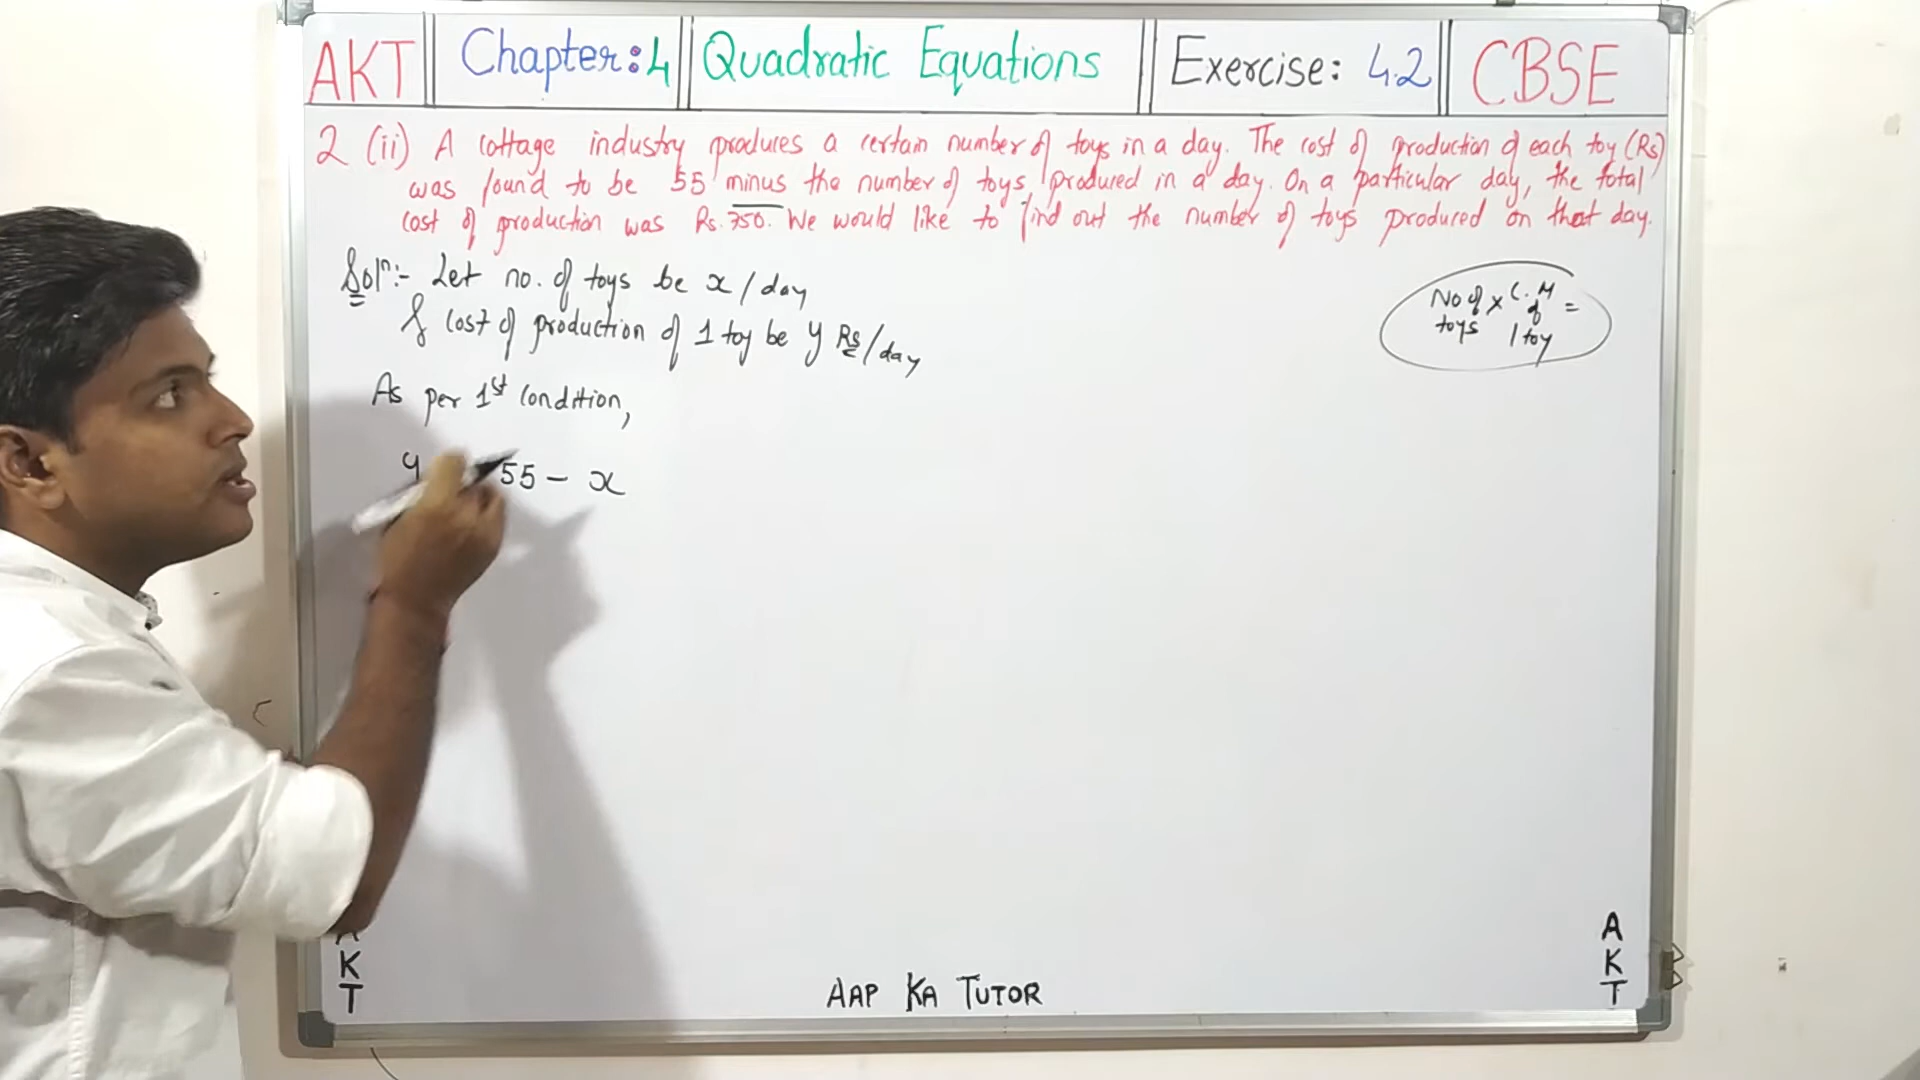 AKT Chapter:4 Quadratic Equations Exercise: 4.2 CBSE
2 (ii) A cottage industry produces a certain number of toys in a day. The cost of production of each toy (Rs)
was found to be 55 minus the number of toys produced in a day. On a particular day, the total
cost of production was Rs. 750. We would like to find out the number of toys produced on that day.
Solⁿ:- Let no. of toys be x/day
& cost of production of 1 toy be y Rs/day
As per 1st condition,
y 55 - x
No of toys x C.M of 1 toy =
AKT
AAP KA TUTOR
AKT